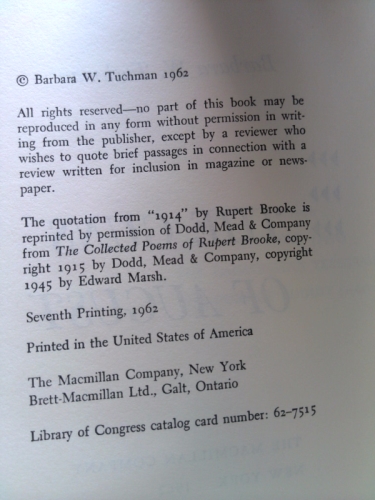 © Barbara W. Tuchman 1962
All rights reserved—no part of this book may be
reproduced in any form without permission in writ-
ing from the publisher, except by a reviewer who
wishes to quote brief passages in connection with a
review written for inclusion in magazine or news-
paper.
The quotation from "1914" by Rupert Brooke is
reprinted by permission of Dodd, Mead & Company
from The Collected Poems of Rupert Brooke, copy-
right 1915 by Dodd, Mead & Company, copyright
1945 by Edward Marsh.
Seventh Printing, 1962
Printed in the United States of America
The Macmillan Company, New York
Brett-Macmillan Ltd., Galt, Ontario
Library of Congress catalog card number: 62-7515